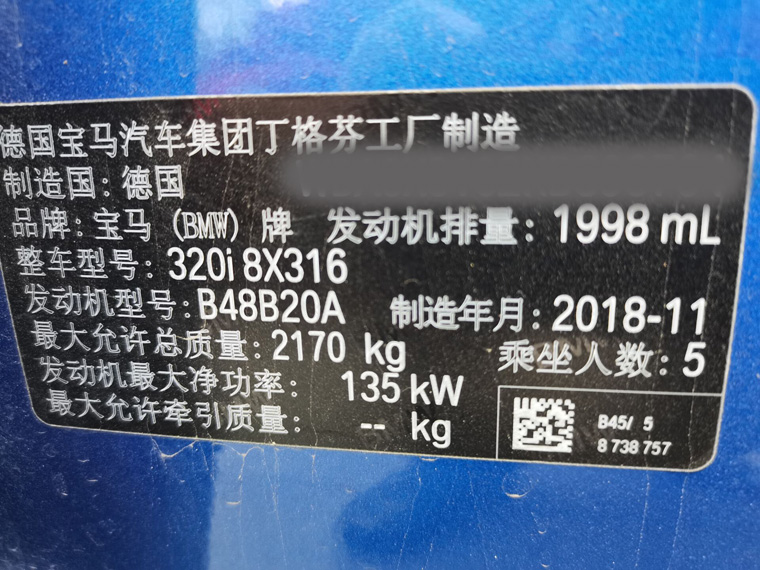 德国宝马汽车集团丁格芬工厂制造
制造国：德国
品牌：宝马（BMW）牌 发动机排量：1998 mL
整车型号：320i 8X316
发动机型号：B48B20A 制造年月：2018-11
最大允许总质量：2170 kg 乘坐人数：5
发动机最大净功率： 135 kW
最大允许牵引质量： -- kg
B45/ 5
8 738 757